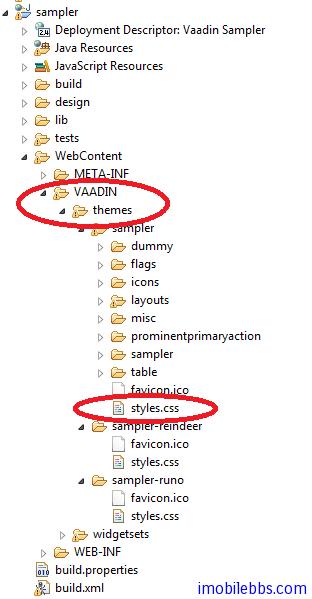 sampler
Deployment Descriptor: Vaadin Sampler
Java Resources
JavaScript Resources
build
design
lib
tests
WebContent
META-INF
VAADIN
themes
sampler
dummy
flags
icons
layouts
misc
prominentprimaryaction
sampler
table
favicon.ico
styles.css
sampler-reindeer
favicon.ico
styles.css
sampler-runo
favicon.ico
styles.css
widgetsets
WEB-INF
build.properties
build.xml
imobilebbs.com